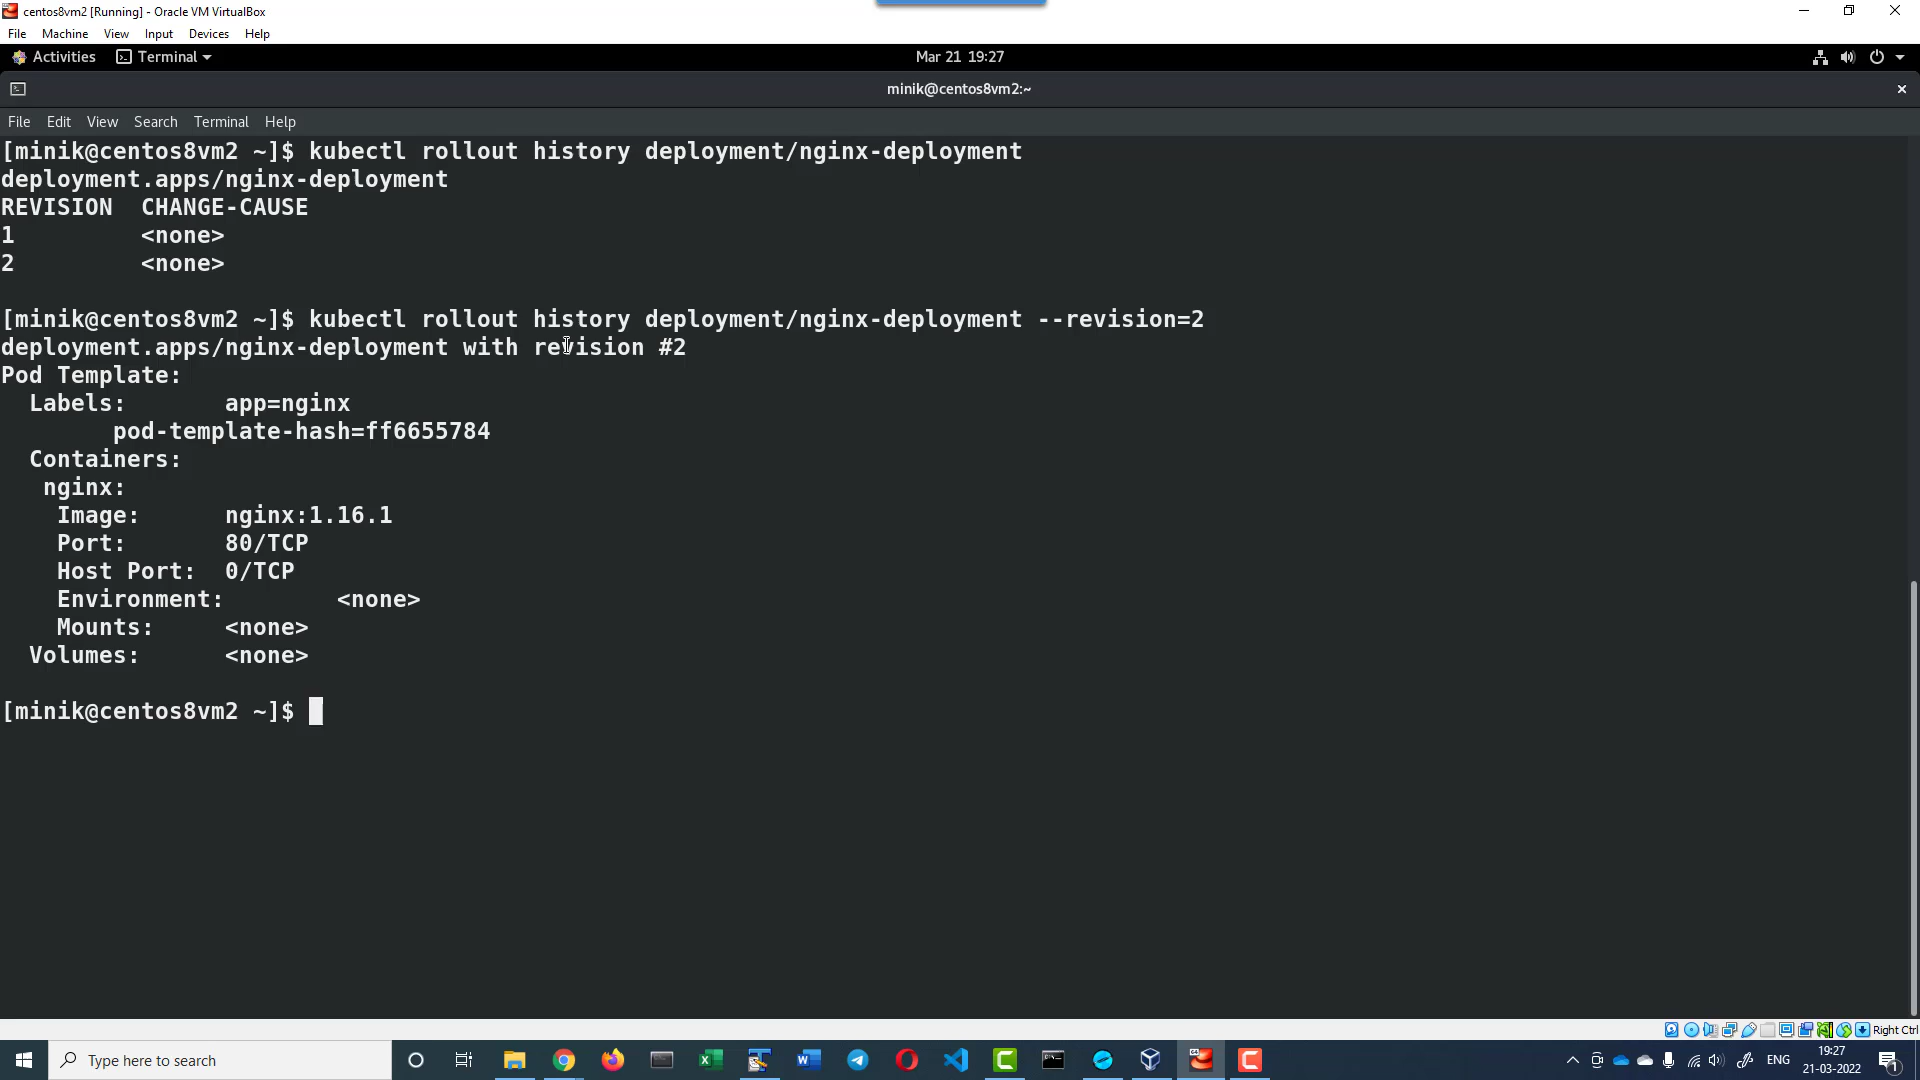 centos8vm2 [Running] - Oracle VM VirtualBox
File Machine View Input Devices Help
Activities Terminal Mar 21 19:27
minik@centos8vm2:~
File Edit View Search Terminal Help
[minik@centos8vm2 ~]$ kubectl rollout history deployment/nginx-deployment
deployment.apps/nginx-deployment
REVISION CHANGE-CAUSE
1 <none>
2 <none>
[minik@centos8vm2 ~]$ kubectl rollout history deployment/nginx-deployment --revision=2
deployment.apps/nginx-deployment with revision #2
Pod Template:
Labels: app=nginx
pod-template-hash=ff6655784
Containers:
nginx:
Image: nginx:1.16.1
Port: 80/TCP
Host Port: 0/TCP
Environment: <none>
Mounts: <none>
Volumes: <none>
[minik@centos8vm2 ~]$
Right Ctrl
Type here to search
ENG
19:27
21-03-2022
1